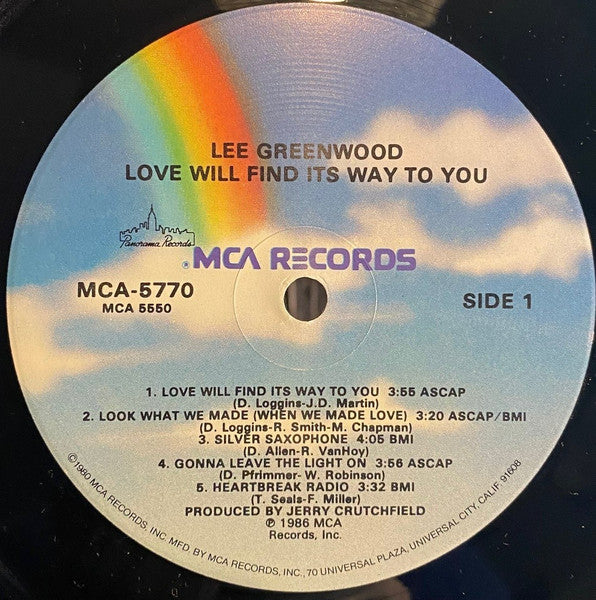 LEE GREENWOOD
LOVE WILL FIND ITS WAY TO YOU
Panorama Records
MCA RECORDS
MCA-5770
MCA 5550
SIDE 1
1. LOVE WILL FIND ITS WAY TO YOU 3:55 ASCAP
(D. Loggins-J.D. Martin)
2. LOOK WHAT WE MADE (WHEN WE MADE LOVE) 3:20 ASCAP/BMI
(D. Loggins-R. Smith-M. Chapman)
3. SILVER SAXOPHONE 4:05 BMI
(D. Allen-R. VanHoy)
4. GONNA LEAVE THE LIGHT ON 3:56 ASCAP
(D. Pfrimmer-W. Robinson)
5. HEARTBREAK RADIO 3:32 BMI
(T. Seals-F. Miller)
PRODUCED BY JERRY CRUTCHFIELD
℗ 1986 MCA
Records, Inc.
©1980 MCA RECORDS, INC. MFD. BY MCA RECORDS, INC., 70 UNIVERSAL PLAZA, UNIVERSAL CITY, CALIF. 91608